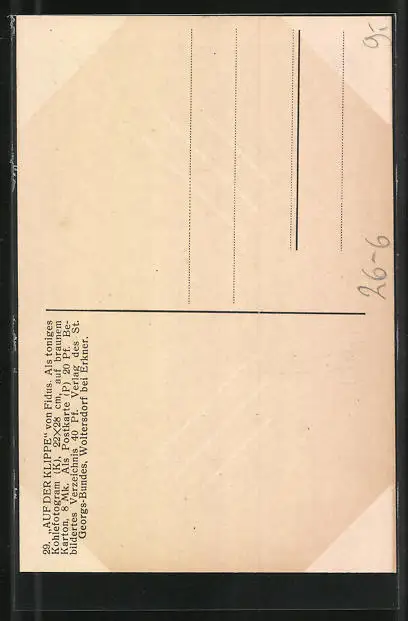 29. „AUF DER KLIPPE" von Fidus. Als toniges
Kohlefotogram (K), 22×28 cm, auf braunem
Karton, 8 Mk. Als Postkarte (P) 20 Pf. Be-
bildertes Verzeichnis 40 Pf. Verlag des St.
Georgs-Bundes, Woltersdorf bei Erkner.
26-6
9,-